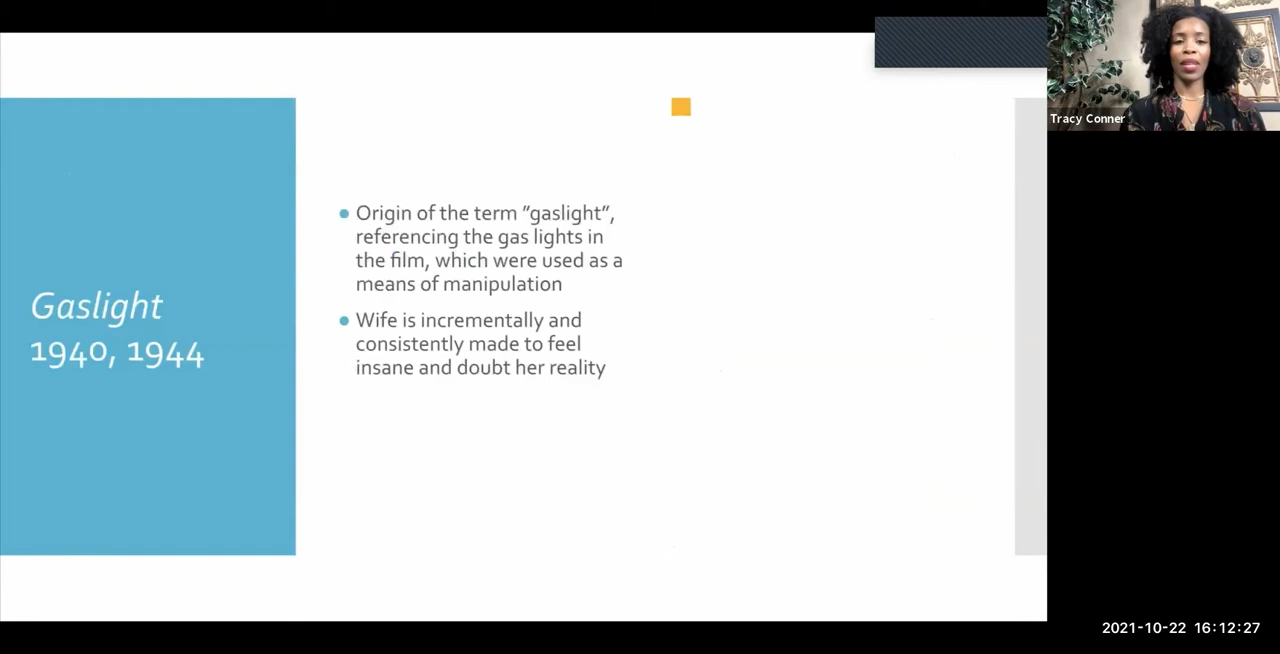 Tracy Conner
Gaslight
1940, 1944
Origin of the term ”gaslight”,
referencing the gas lights in
the film, which were used as a
means of manipulation
Wife is incrementally and
consistently made to feel
insane and doubt her reality
2021-10-22 16:12:27